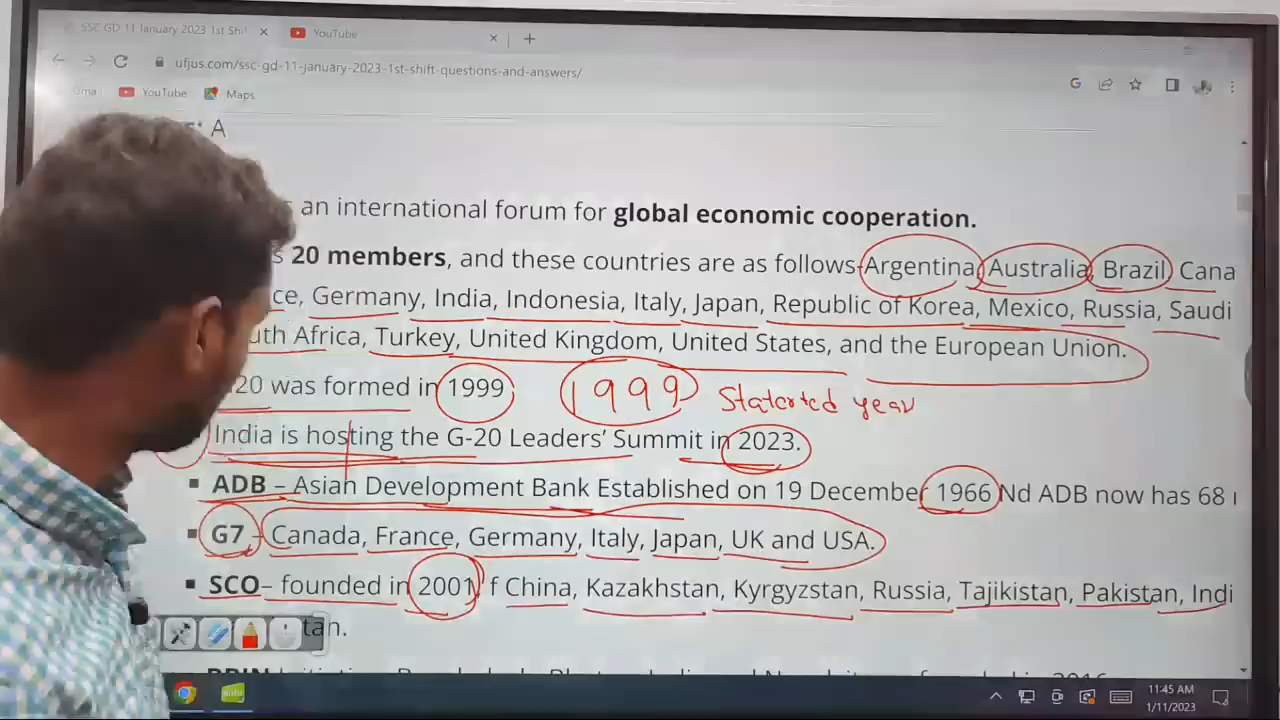 SSC GD 11 January 2023 1st Shif
YouTube
ufjus.com/ssc-gd-11-january-2023-1st-shift-questions-and-answers/
Gmai
YouTube
Maps
: A
an international forum for global economic cooperation.
s 20 members, and these countries are as follows-Argentina, Australia, Brazil, Cana
ce, Germany, India, Indonesia, Italy, Japan, Republic of Korea, Mexico, Russia, Saudi
uth Africa, Turkey, United Kingdom, United States, and the European Union.
20 was formed in 1999 1999 Statarted year
India is hosting the G-20 Leaders’ Summit in 2023.
▪ ADB – Asian Development Bank Established on 19 December 1966 Nd ADB now has 68
▪ G7 – Canada, France, Germany, Italy, Japan, UK and USA.
▪ SCO– founded in 2001 f China, Kazakhstan, Kyrgyzstan, Russia, Tajikistan, Pakistan, Indi
tan.
11:45 AM
1/11/2023